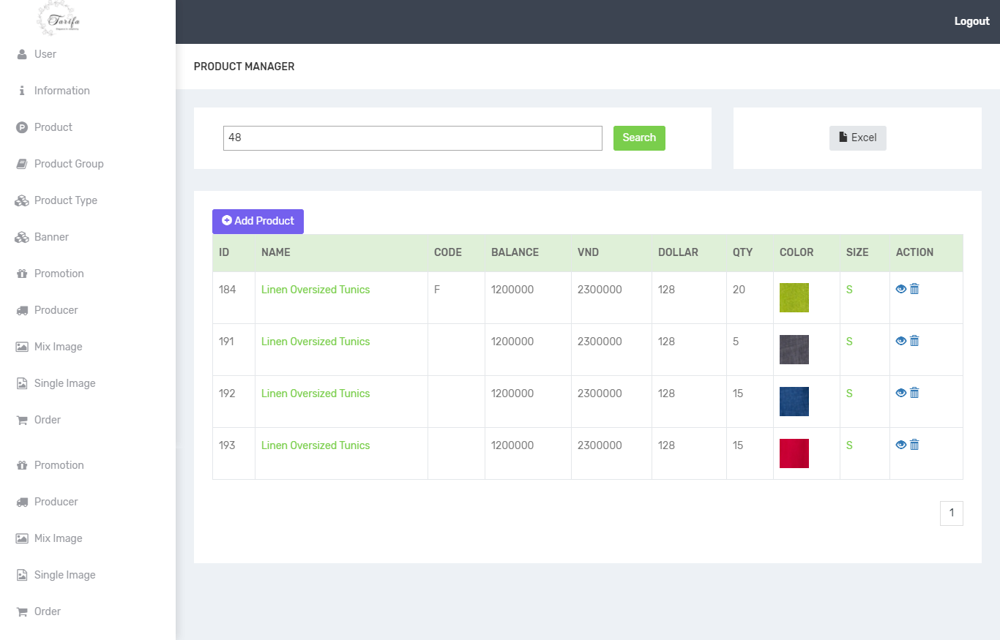 Tarifa
Logout
User
Information
Product
Product Group
Product Type
Banner
Promotion
Producer
Mix Image
Single Image
Order
Promotion
Producer
Mix Image
Single Image
Order
PRODUCT MANAGER
48 Search
Excel
Add Product
ID NAME CODE BALANCE VND DOLLAR QTY COLOR SIZE ACTION
184 Linen Oversized Tunics F 1200000 2300000 128 20 S
191 Linen Oversized Tunics 1200000 2300000 128 5 S
192 Linen Oversized Tunics 1200000 2300000 128 15 S
193 Linen Oversized Tunics 1200000 2300000 128 15 S
1